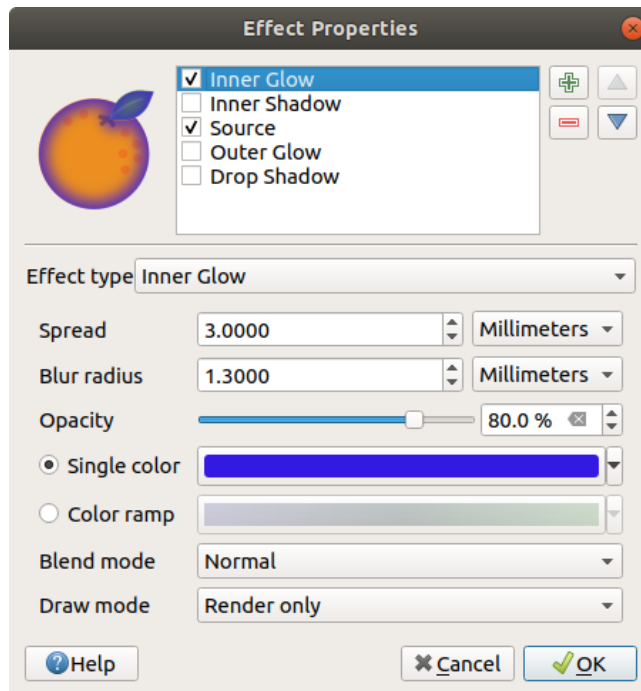 Effect Properties
Inner Glow
Inner Shadow
Source
Outer Glow
Drop Shadow
Effect type Inner Glow
Spread 3.0000 Millimeters
Blur radius 1.3000 Millimeters
Opacity 80.0 %
Single color
Color ramp
Blend mode Normal
Draw mode Render only
Help Cancel OK